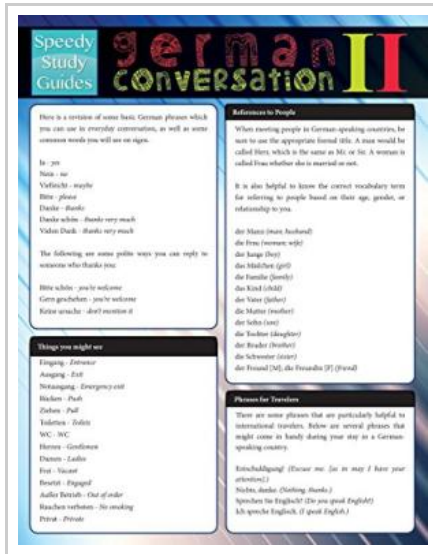 Speedy
Study
Guides
german
conversation
II
Here is a revision of some basic German phrases which
you can use in everyday conversation, as well as some
common words you will see on signs.
Ja - yes
Nein - no
Vielleicht - maybe
Bitte - please
Danke - thanks
Danke schön - thanks very much
Vielen Dank - thanks very much
The following are some polite ways you can reply to
someone who thanks you:
Bitte schön - you're welcome
Gern geschehen - you're welcome
Keine ursache - don't mention it
Things you might see
Eingang - Entrance
Ausgang - Exit
Notausgang - Emergency exit
Drücken - Push
Ziehen - Pull
Toiletten - Toilets
WC - WC
Herren - Gentlemen
Damen - Ladies
Frei - Vacant
Besetzt - Engaged
Außer Betrieb - Out of order
Rauchen verboten - No smoking
Privat - Private
References to People
When meeting people in German-speaking countries, be
sure to use the appropriate formal title. A man would be
called Herr, which is the same as Mr. or Sir. A woman is
called Frau whether she is married or not.
It is also helpful to know the correct vocabulary term
for referring to people based on their age, gender, or
relationship to you.
der Mann (man; husband)
die Frau (woman; wife)
der Junge (boy)
das Mädchen (girl)
die Familie (family)
das Kind (child)
der Vater (father)
die Mutter (mother)
der Sohn (son)
die Tochter (daughter)
der Bruder (brother)
die Schwester (sister)
der Freund [M], die Freundin [F] (friend)
Phrases for Travelers
There are some phrases that are particularly helpful to
international travelers. Below are several phrases that
might come in handy during your stay in a German-
speaking country.
Entschuldigung! (Excuse me. [as in may I have your
attention].)
Nichts, danke. (Nothing, thanks.)
Sprechen Sie Englisch? (Do you speak English?)
Ich spreche Englisch. (I speak English.)